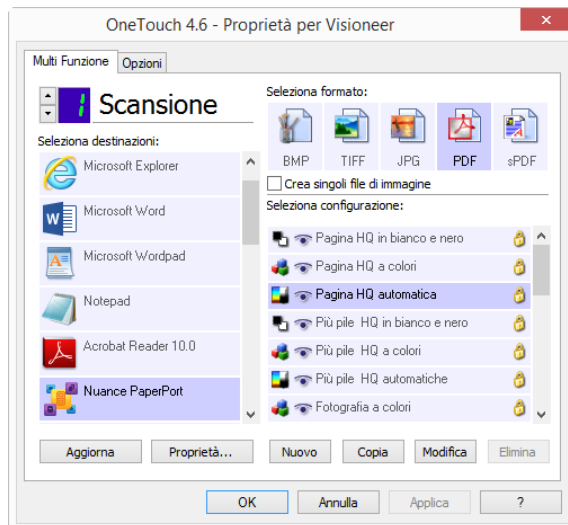 OneTouch 4.6 - Proprietà per Visioneer
Multi Funzione
Opzioni
1 Scansione
Seleziona destinazioni:
Microsoft Explorer
Microsoft Word
Microsoft Wordpad
Notepad
Acrobat Reader 10.0
Nuance PaperPort
Aggiorna
Proprietà...
Seleziona formato:
BMP
TIFF
JPG
PDF
sPDF
Crea singoli file di immagine
Seleziona configurazione:
Pagina HQ in bianco e nero
Pagina HQ a colori
Pagina HQ automatica
Più pile HQ in bianco e nero
Più pile HQ a colori
Più pile HQ automatiche
Fotografia a colori
Nuovo
Copia
Modifica
Elimina
OK
Annulla
Applica
?